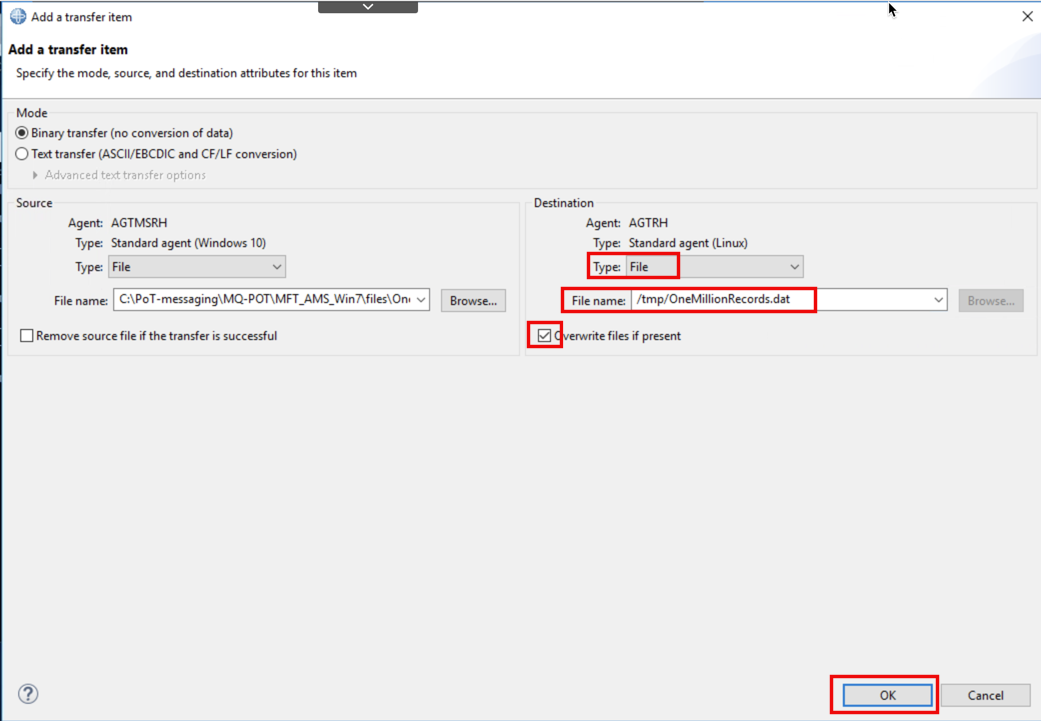 Add a transfer item
Add a transfer item
Specify the mode, source, and destination attributes for this item
Mode
Binary transfer (no conversion of data)
Text transfer (ASCII/EBCDIC and CF/LF conversion)
Advanced text transfer options
Source
Agent: AGTMSRH
Type: Standard agent (Windows 10)
Type: File
File name: C:\PoT-messaging\MQ-POT\MFT_AMS_Win7\files\On
Browse...
Remove source file if the transfer is successful
Destination
Agent: AGTRH
Type: Standard agent (Linux)
Type: File
File name: /tmp/OneMillionRecords.dat
Browse...
Overwrite files if present
?
OK
Cancel